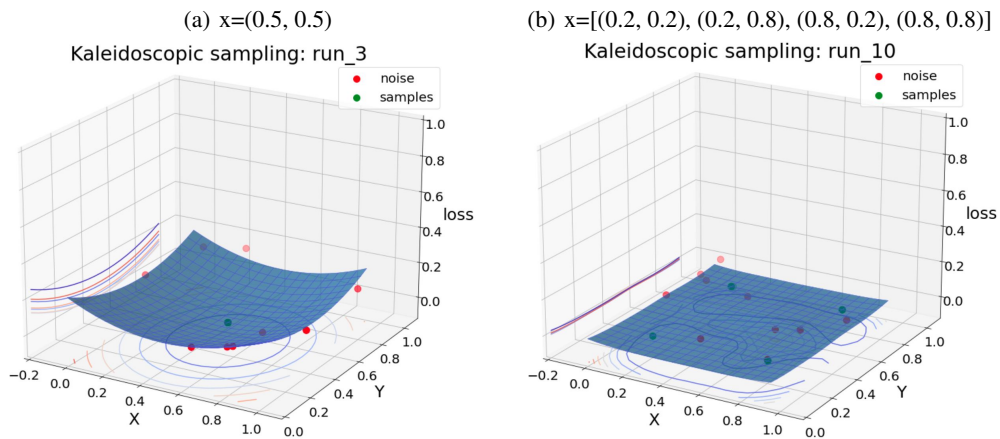 (a) x=(0.5, 0.5)
Kaleidoscopic sampling: run_3
noise
samples
1.0
0.8
0.6
0.4
0.2
0.0
loss
−0.2 0.0 0.2 0.4 0.6 0.8 1.0
X
0.0 0.2 0.4 0.6 0.8 1.0
Y
(b) x=[(0.2, 0.2), (0.2, 0.8), (0.8, 0.2), (0.8, 0.8)]
Kaleidoscopic sampling: run_10
noise
samples
1.0
0.8
0.6
0.4
0.2
0.0
loss
−0.2 0.0 0.2 0.4 0.6 0.8 1.0
X
0.0 0.2 0.4 0.6 0.8 1.0
Y